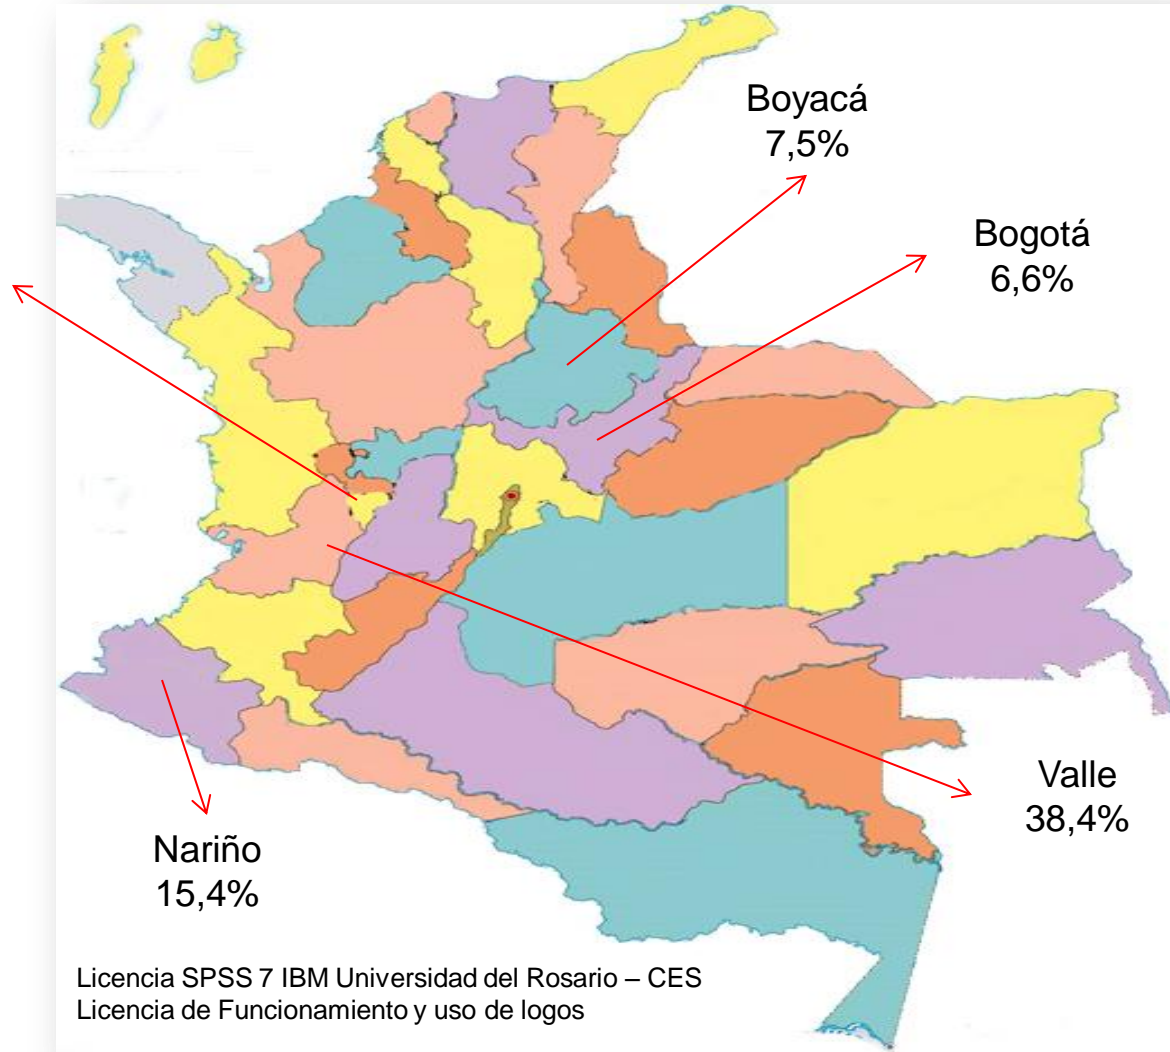 Boyacá
7,5%
Bogotá
6,6%
Valle
38,4%
Nariño
15,4%
Licencia SPSS 7 IBM Universidad del Rosario – CES
Licencia de Funcionamiento y uso de logos